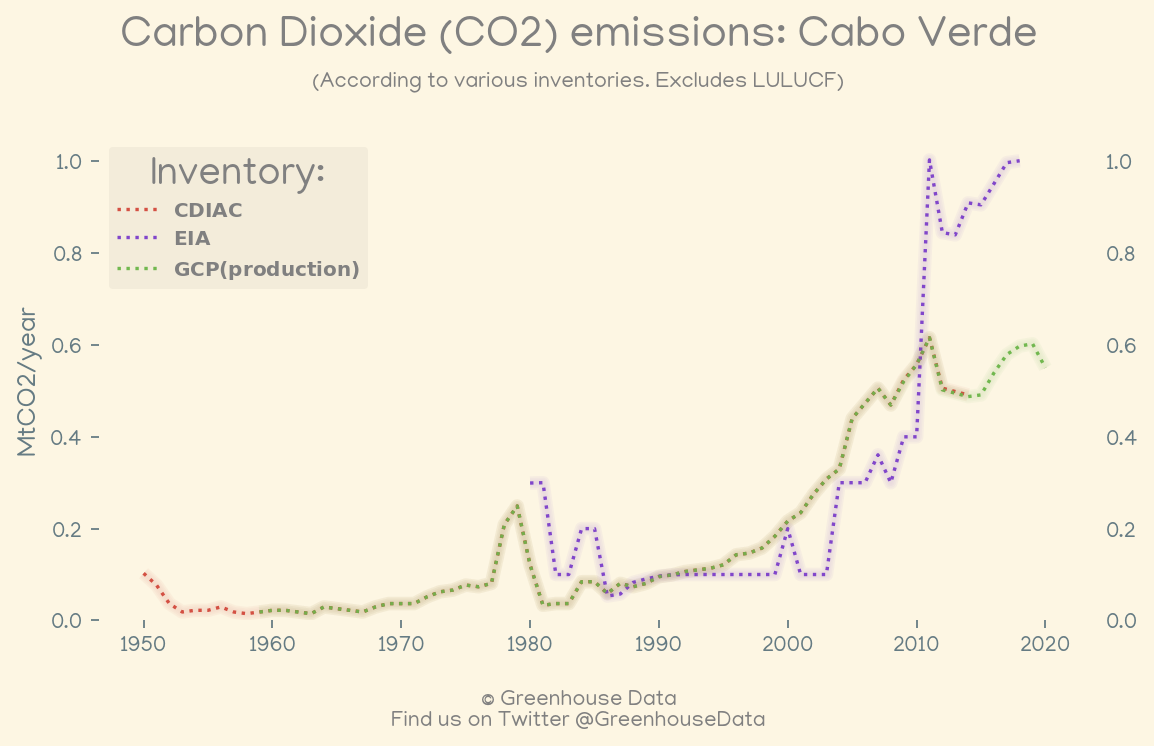 Carbon Dioxide (CO2) emissions: Cabo Verde
(According to various inventories. Excludes LULUCF)
Inventory:
CDIAC
EIA
GCP(production)
MtCO2/year
1.0
0.8
0.6
0.4
0.2
0.0
1.0
0.8
0.6
0.4
0.2
0.0
1950 1960 1970 1980 1990 2000 2010 2020
© Greenhouse Data
Find us on Twitter @GreenhouseData